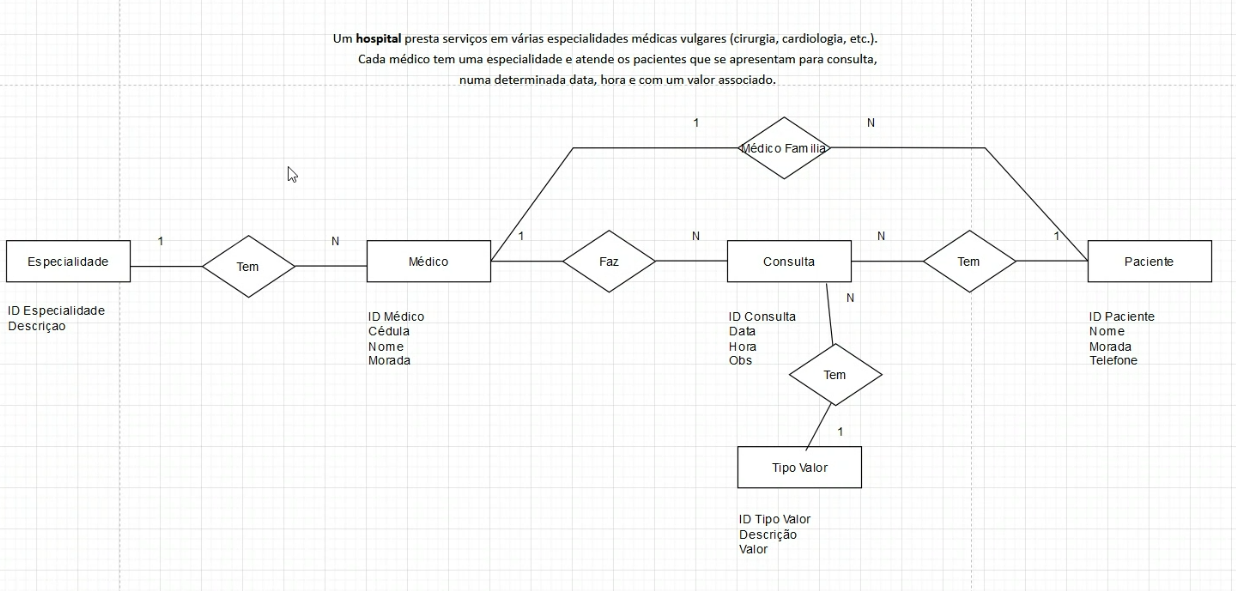 Um hospital presta serviços em várias especialidades médicas vulgares (cirurgia, cardiologia, etc.).
Cada médico tem uma especialidade e atende os pacientes que se apresentam para consulta,
numa determinada data, hora e com um valor associado.
1
N
Médico Familia
1
N
1
N
N
1
Especialidade
Tem
Médico
Faz
Consulta
Tem
Paciente
ID Especialidade
Descriçao
ID Médico
Cédula
Nome
Morada
ID Consulta
Data
Hora
Obs
N
ID Paciente
Nome
Morada
Telefone
Tem
1
Tipo Valor
ID Tipo Valor
Descrição
Valor